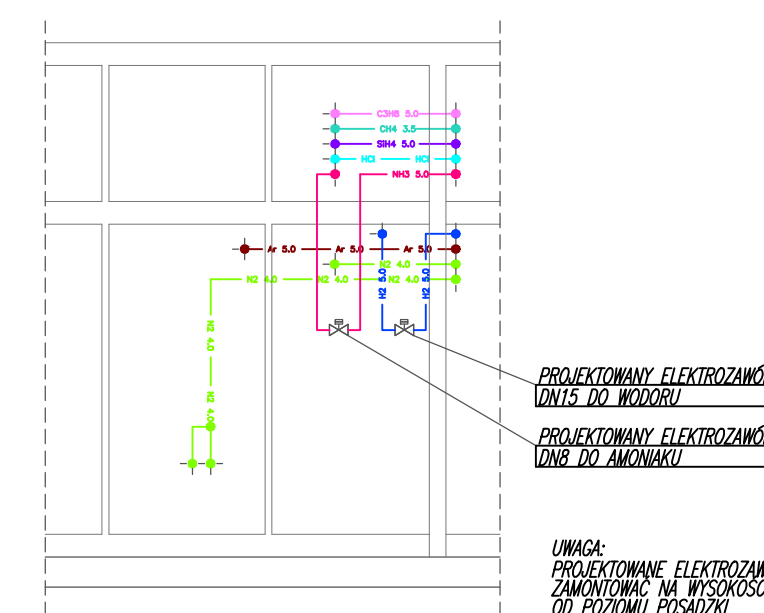 C3H8 5.0
CH4 3.5
SiH4 5.0
HCl HCl
NH3 5.0
Ar 5.0 Ar 5.0 Ar 5.0
N2 4.0
N2 4.0 N2 4.0 N2 4.0
H2 5.0 H2 5.0
N2 4.0
N2 4.0
PROJEKTOWANY ELEKTROZAWÓ
DN15 DO WODORU
PROJEKTOWANY ELEKTROZAWÓ
DN8 DO AMONIAKU
UWAGA:
PROJEKTOWANE ELEKTROZAW
ZAMONTOWAĆ NA WYSOKOŚC
OD POZIOMU POSADZKI